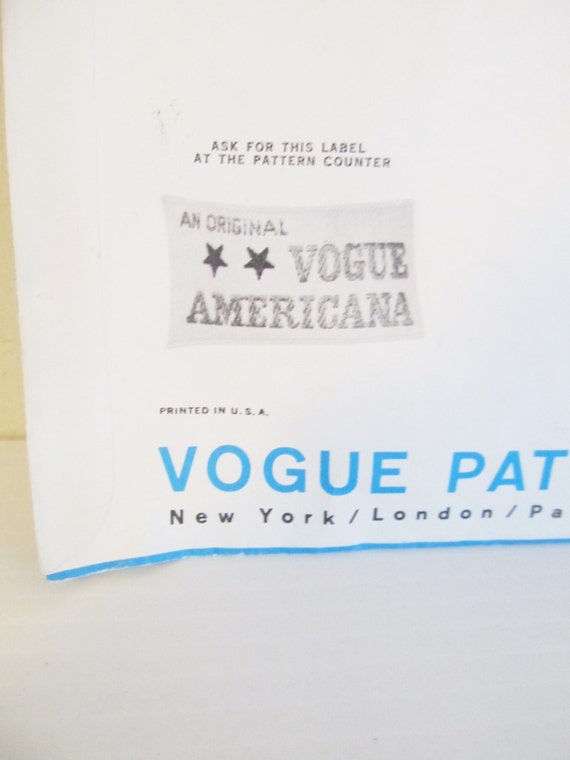 ASK FOR THIS LABEL
AT THE PATTERN COUNTER
AN ORIGINAL
★★ VOGUE
AMERICANA
PRINTED IN U.S.A.
VOGUE PAT
New York/London/Pa